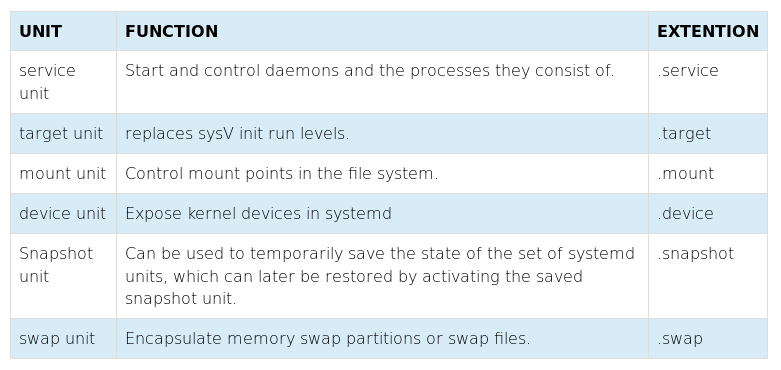 UNIT FUNCTION EXTENTION
service Start and control daemons and the processes they consist of. .service
unit
target unit replaces sysV init run levels. .target
mount unit Control mount points in the file system. .mount
device unit Expose kernel devices in systemd .device
Snapshot Can be used to temporarily save the state of the set of systemd .snapshot
unit units, which can later be restored by activating the saved
snapshot unit.
swap unit Encapsulate memory swap partitions or swap files. .swap